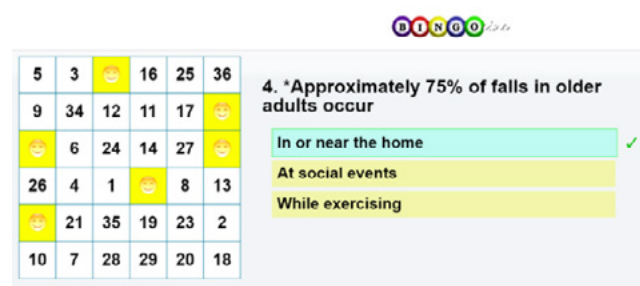 BINGO
5 3 16 25 36
9 34 12 11 17
6 24 14 27
26 4 1 8 13
21 35 19 23 2
10 7 28 29 20 18
4. *Approximately 75% of falls in older
adults occur
In or near the home ✓
At social events
While exercising